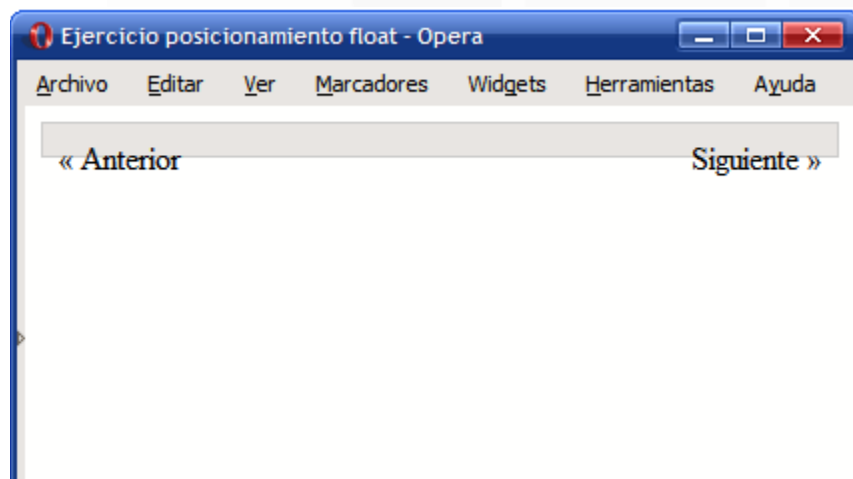 Ejercicio posicionamiento float - Opera
Archivo Editar Ver Marcadores Widgets Herramientas Ayuda
« Anterior Siguiente »